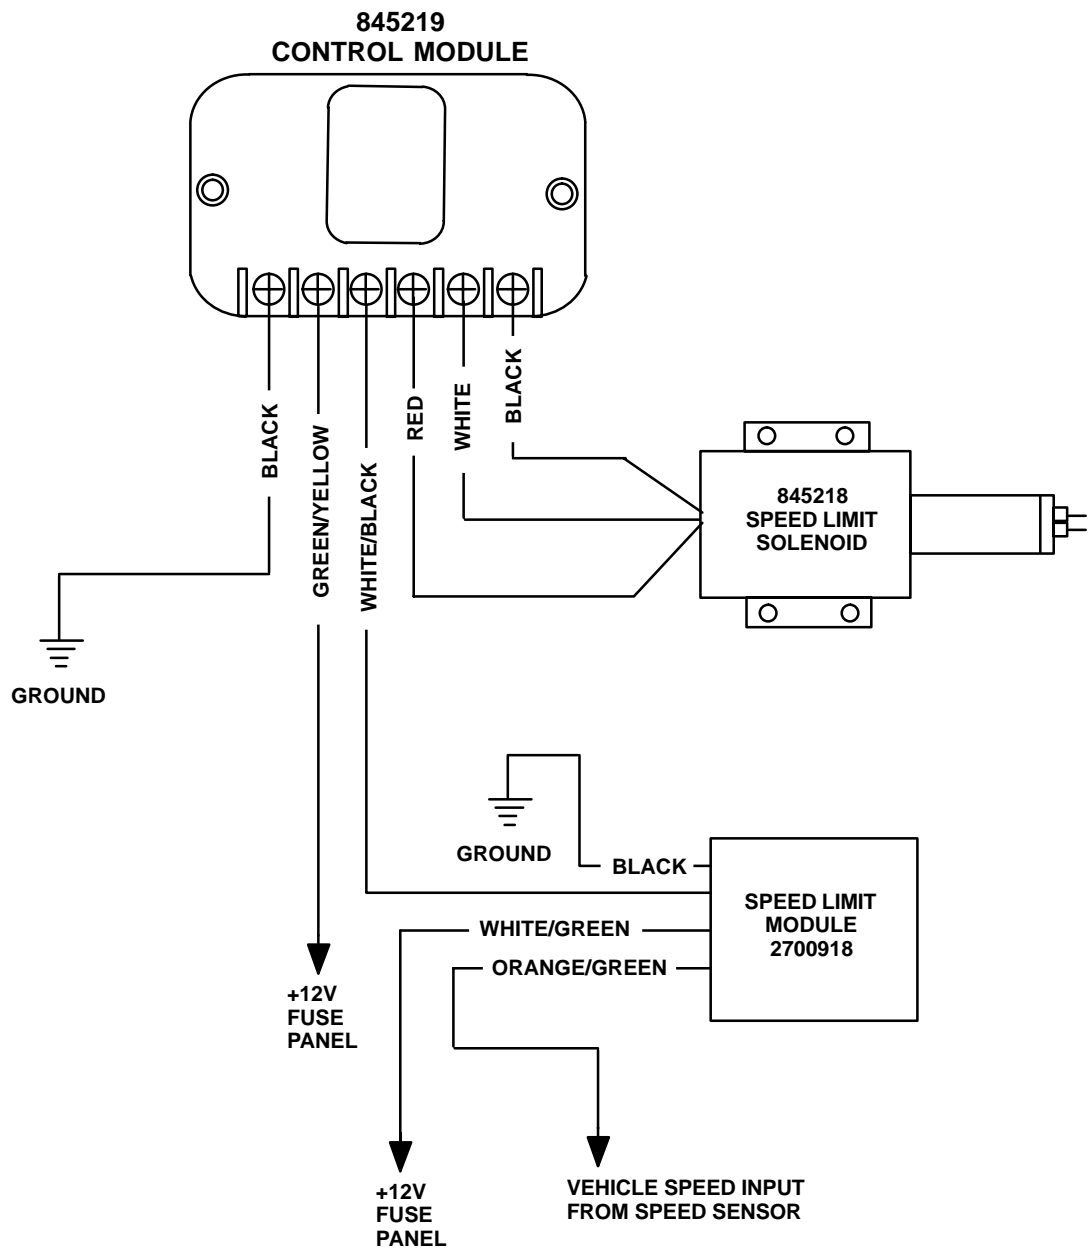 845219
CONTROL MODULE
BLACK
GREEN/YELLOW
WHITE/BLACK
RED
WHITE
BLACK
845218
SPEED LIMIT
SOLENOID
GROUND
GROUND
BLACK
WHITE/GREEN
ORANGE/GREEN
SPEED LIMIT
MODULE
2700918
+12V
FUSE
PANEL
+12V
FUSE
PANEL
VEHICLE SPEED INPUT
FROM SPEED SENSOR